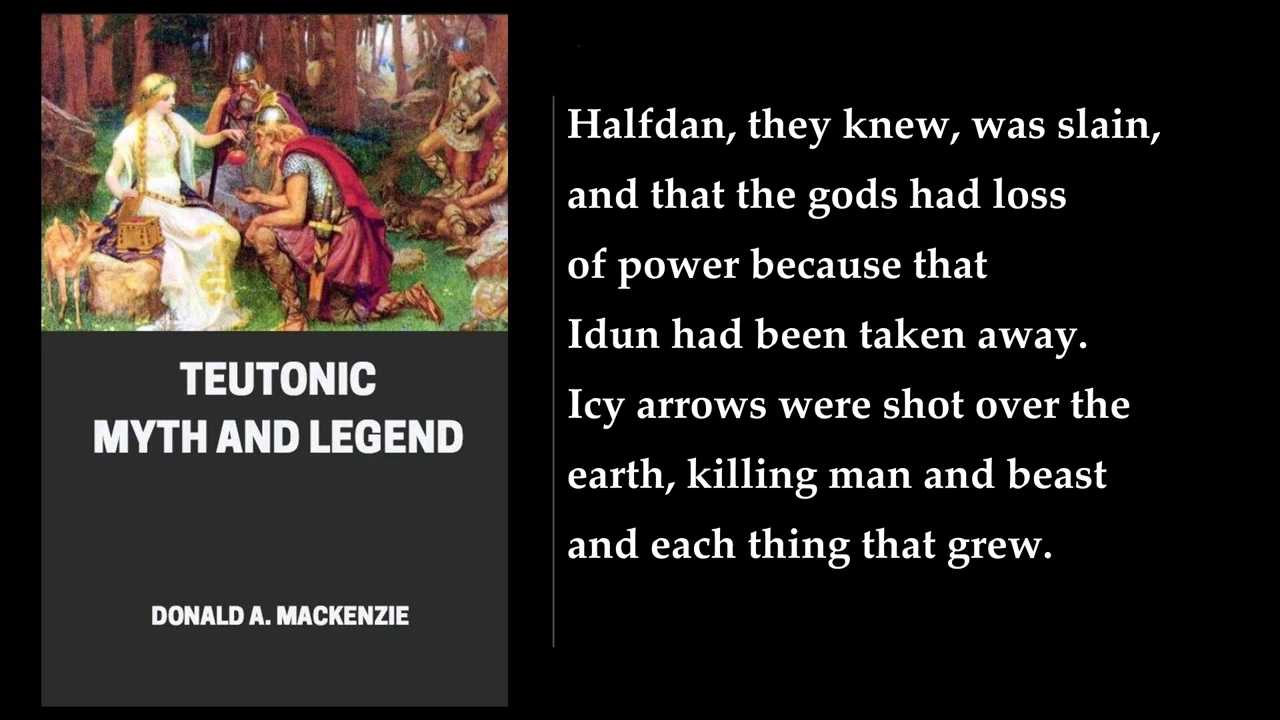 TEUTONIC
MYTH AND LEGEND
DONALD A. MACKENZIE
Halfdan, they knew, was slain,
and that the gods had loss
of power because that
Idun had been taken away.
Icy arrows were shot over the
earth, killing man and beast
and each thing that grew.